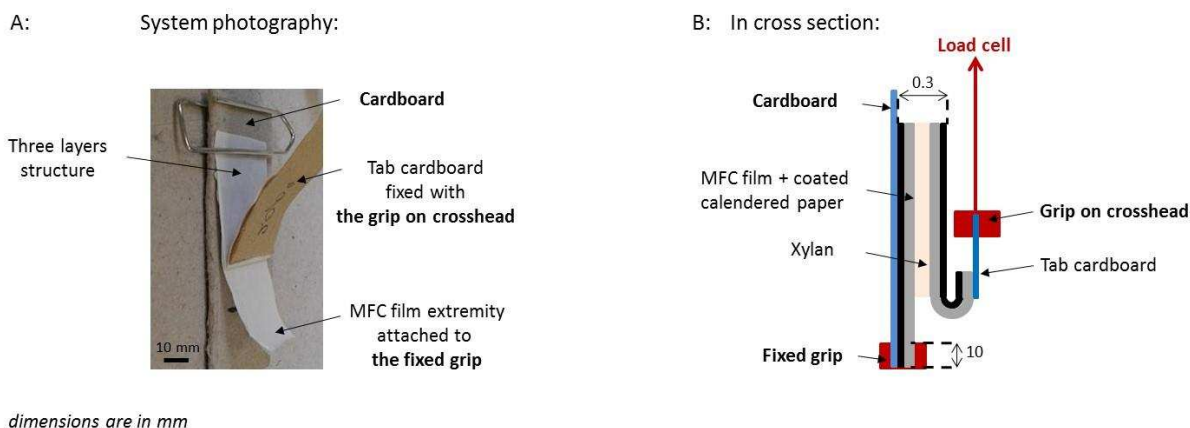 A:
System photography:
Cardboard
Three layers
structure
Tab cardboard
fixed with
the grip on crosshead
MFC film extremity
attached to
the fixed grip
10 mm
dimensions are in mm
B: In cross section:
Load cell
0.3
Cardboard
MFC film + coated
calendered paper
Grip on crosshead
Xylan
Tab cardboard
Fixed grip
10